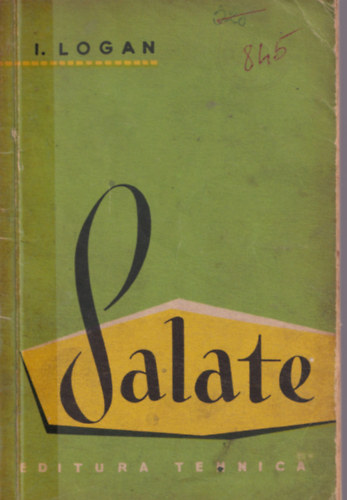 I. LOGAN
845
Salate
EDITURA TEHNICĂ